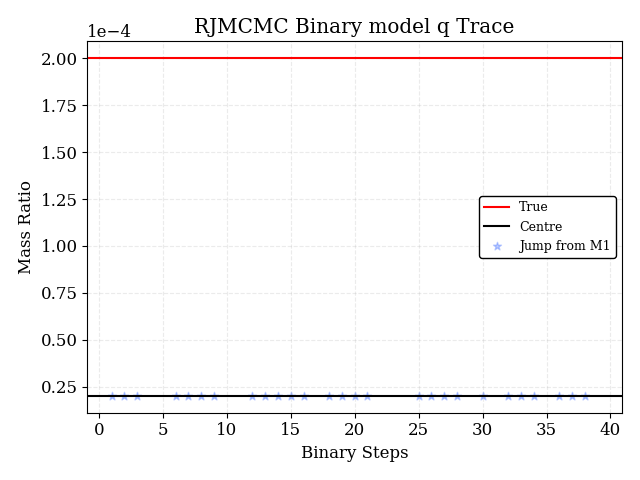 RJMCMC Binary model q Trace
1e−4
2.00
1.75
1.50
1.25
1.00
0.75
0.50
0.25
Mass Ratio
True
Centre
Jump from M1
0 5 10 15 20 25 30 35 40
Binary Steps